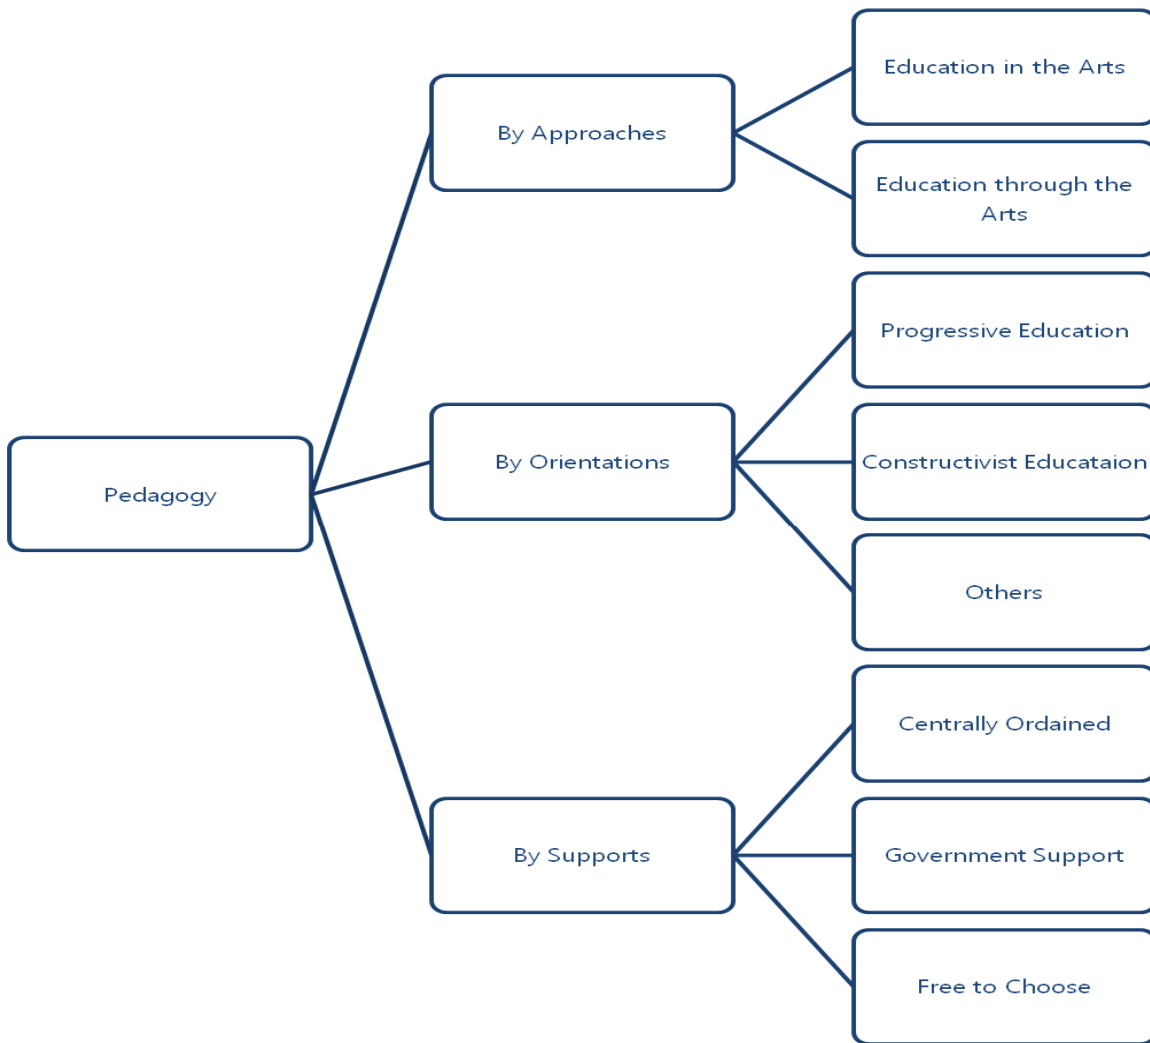 Pedagogy
By Approaches
Education in the Arts
Education through the
Arts
By Orientations
Progressive Education
Constructivist Educataion
Others
By Supports
Centrally Ordained
Government Support
Free to Choose